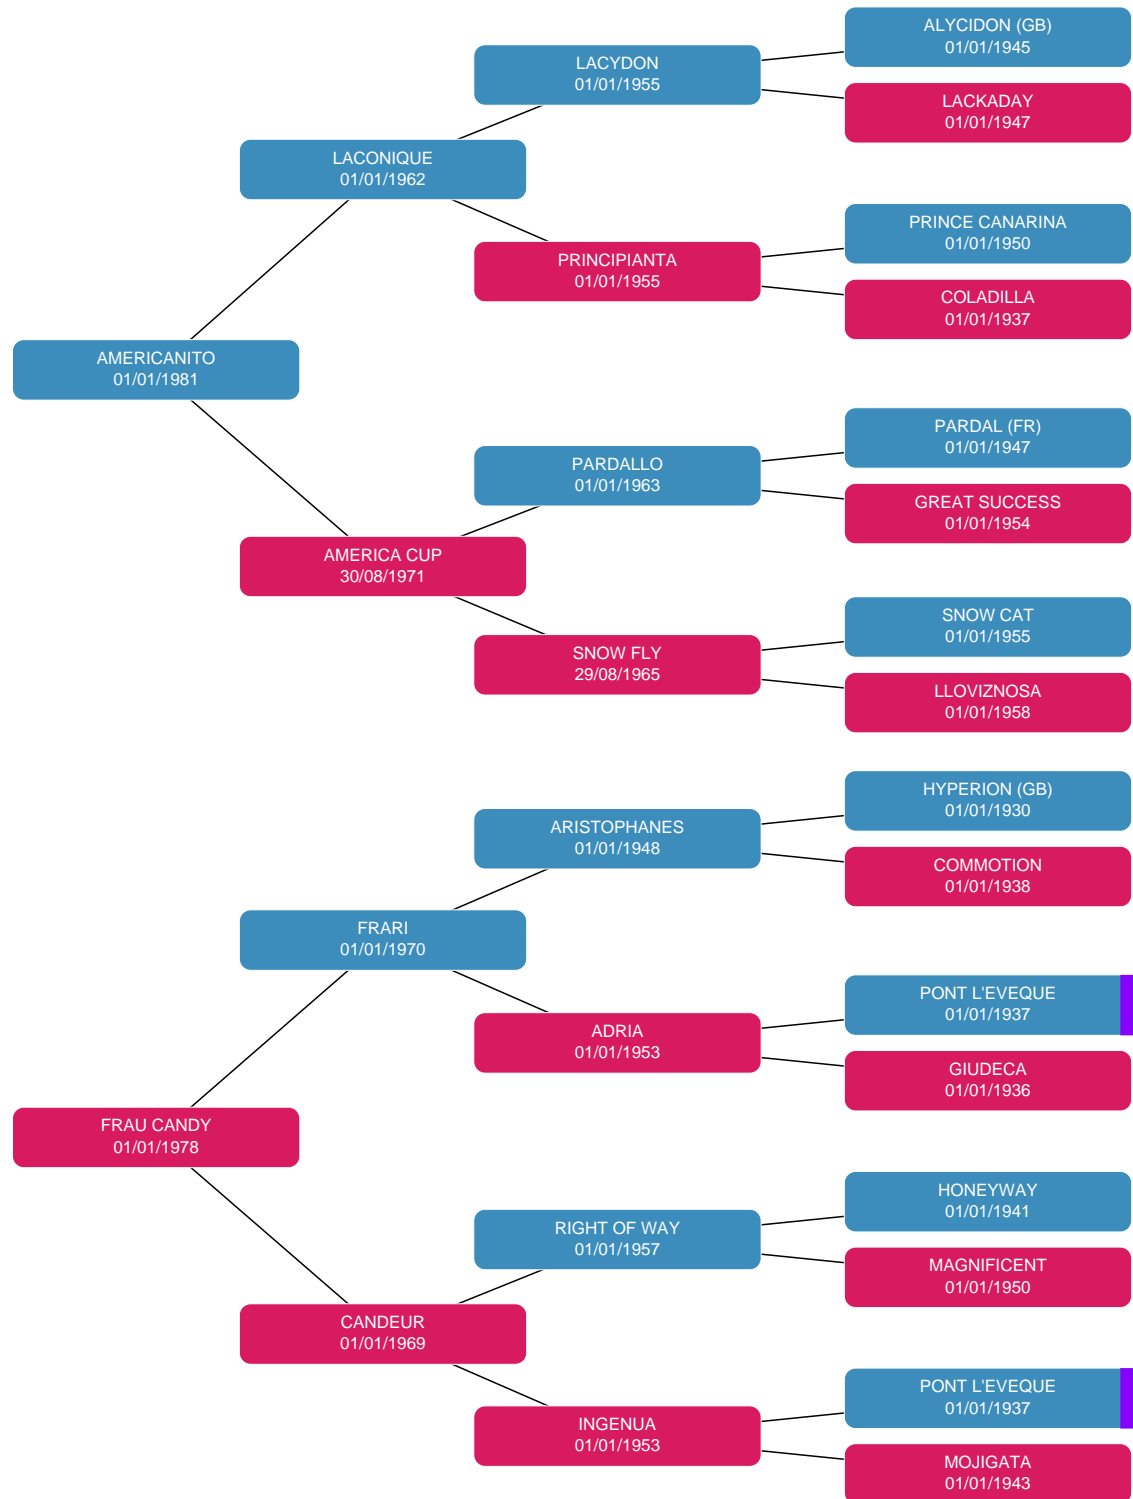 ALYCIDON (GB)
01/01/1945
LACYDON
01/01/1955
LACKADAY
01/01/1947
LACONIQUE
01/01/1962
PRINCE CANARINA
01/01/1950
PRINCIPIANTA
01/01/1955
COLADILLA
01/01/1937
AMERICANITO
01/01/1981
PARDAL (FR)
01/01/1947
PARDALLO
01/01/1963
GREAT SUCCESS
01/01/1954
AMERICA CUP
30/08/1971
SNOW CAT
01/01/1955
SNOW FLY
29/08/1965
LLOVIZNOSA
01/01/1958
HYPERION (GB)
01/01/1930
ARISTOPHANES
01/01/1948
COMMOTION
01/01/1938
FRARI
01/01/1970
PONT L'EVEQUE
01/01/1937
ADRIA
01/01/1953
GIUDECA
01/01/1936
FRAU CANDY
01/01/1978
HONEYWAY
01/01/1941
RIGHT OF WAY
01/01/1957
MAGNIFICENT
01/01/1950
CANDEUR
01/01/1969
PONT L'EVEQUE
01/01/1937
INGENUA
01/01/1953
MOJIGATA
01/01/1943